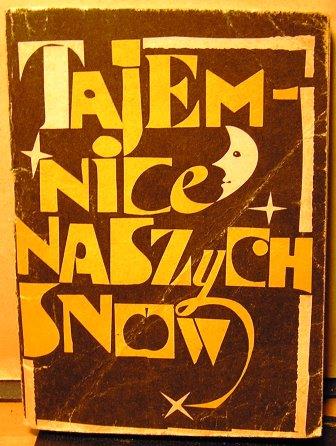 TAJEM-
NICE
NASZYCH
SNÓW